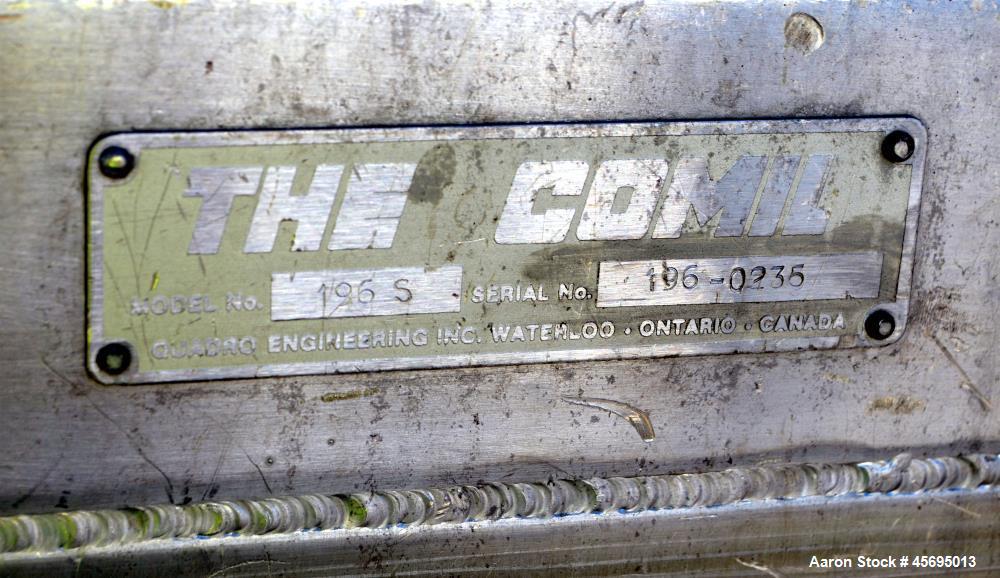 THE COMIL
MODEL No. 196 S SERIAL No. 196-0235
QUADRO ENGINEERING INC. WATERLOO • ONTARIO • CANADA
Aaron Stock # 45695013